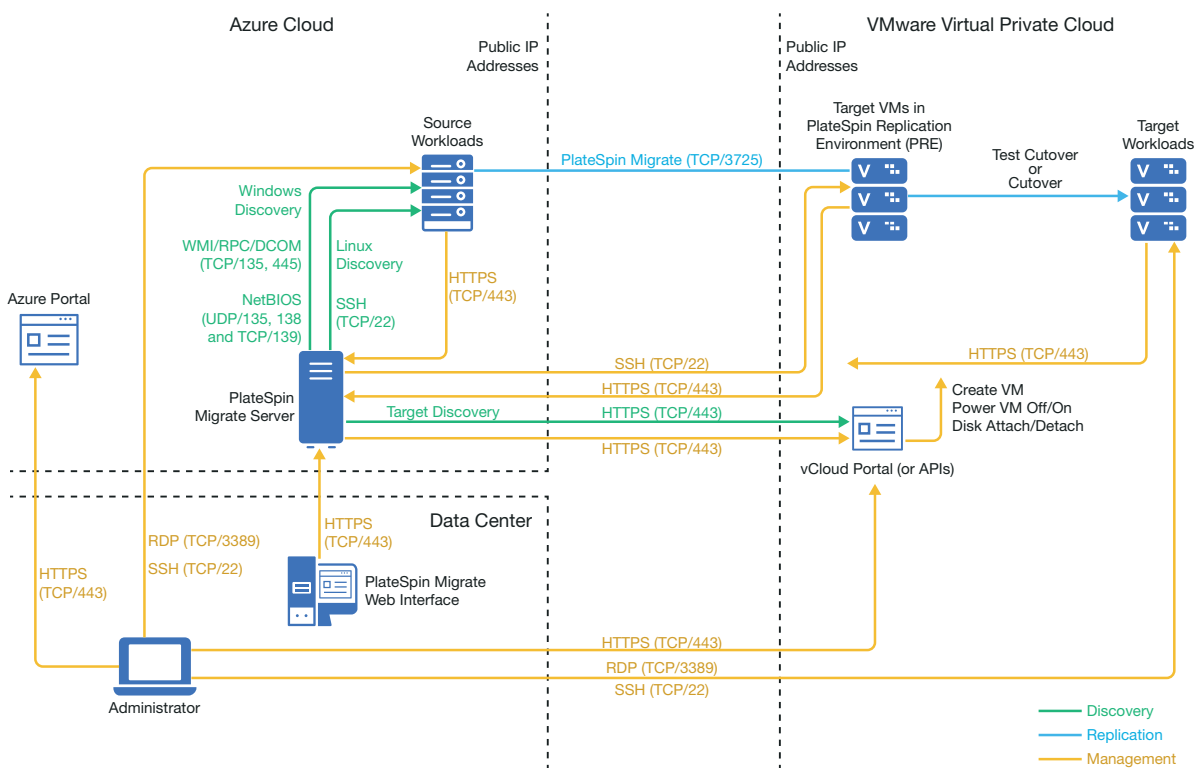 Azure Cloud
VMware Virtual Private Cloud
Public IP
Addresses
Public IP
Addresses
Source
Workloads
Target VMs in
PlateSpin Replication
Environment (PRE)
Target
Workloads
PlateSpin Migrate (TCP/3725)
Test Cutover
or
Cutover
Windows
Discovery
WMI/RPC/DCOM
(TCP/135, 445)
Linux
Discovery
HTTPS
(TCP/443)
Azure Portal
NetBIOS
(UDP/135, 138
and TCP/139)
SSH
(TCP/22)
PlateSpin
Migrate Server
SSH (TCP/22)
HTTPS (TCP/443)
HTTPS (TCP/443)
Target Discovery
HTTPS (TCP/443)
HTTPS (TCP/443)
Create VM
Power VM Off/On
Disk Attach/Detach
vCloud Portal (or APIs)
Data Center
HTTPS
(TCP/443)
RDP (TCP/3389)
SSH (TCP/22)
HTTPS
(TCP/443)
PlateSpin Migrate
Web Interface
HTTPS (TCP/443)
RDP (TCP/3389)
SSH (TCP/22)
Administrator
Discovery
Replication
Management